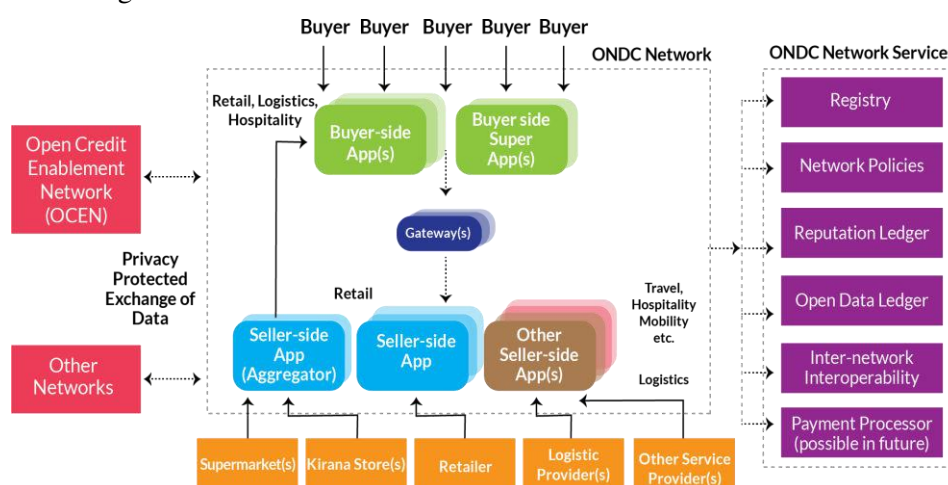 Buyer Buyer Buyer Buyer Buyer
ONDC Network
ONDC Network Service
Retail, Logistics,
Hospitality
Buyer-side
App(s)
Buyer side
Super
App(s)
Registry
Open Credit
Enablement
Network
(OCEN)
Network Policies
Gateway(s)
Reputation Ledger
Privacy
Protected
Exchange of
Data
Retail
Travel,
Hospitality
Mobility
etc.
Open Data Ledger
Seller-side
App
(Aggregator)
Seller-side
App
Other
Seller-side
App(s)
Other
Networks
Logistics
Inter-network
Interoperability
Payment Processor
(possible in future)
Supermarket(s)
Kirana Store(s)
Retailer
Logistic
Provider(s)
Other Service
Provider(s)